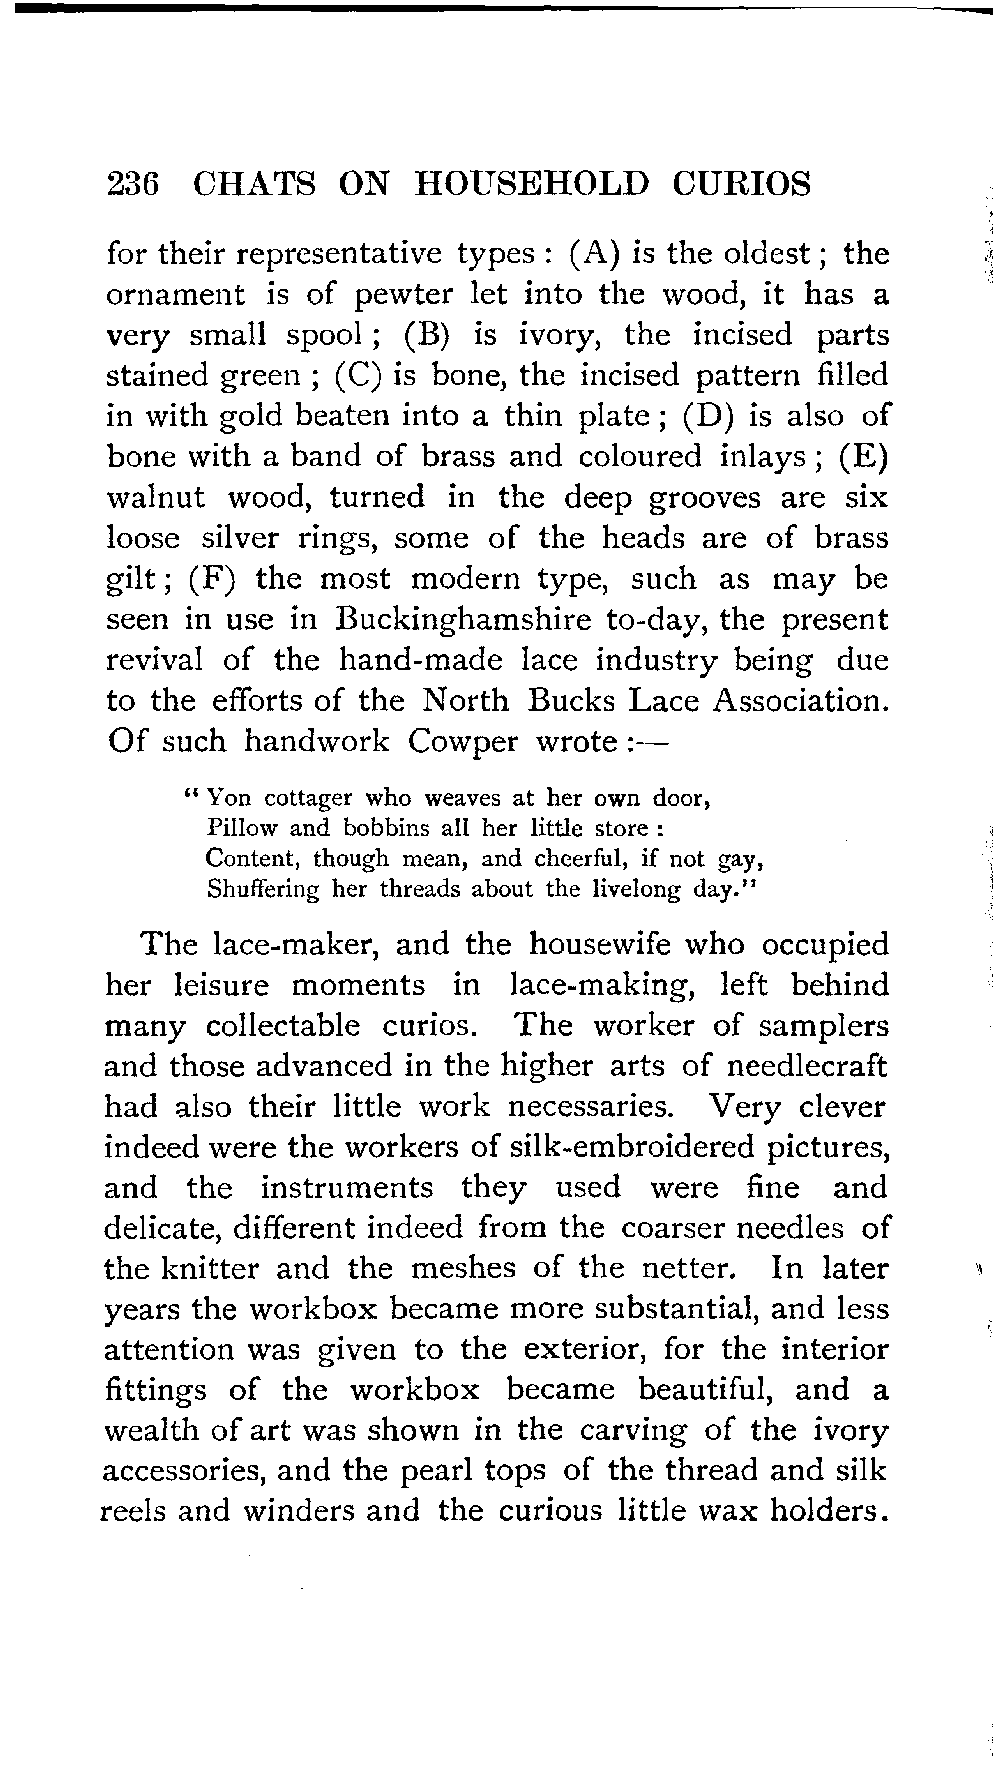 236 CHATS ON HOUSEHOLD CURIOS
for their representative types : (A) is the oldest ; the
ornament is of pewter let into the wood, it has a
very small spool ; (B) is ivory, the incised parts
stained green ; (C) is bone, the incised pattern filled
in with gold beaten into a thin plate ; (D) is also of
bone with a band of brass and coloured inlays ; (E)
walnut wood, turned in the deep grooves are six
loose silver rings, some of the heads are of brass
gilt ; (F) the most modern type, such as may be
seen in use in Buckinghamshire to-day, the present
revival of the hand-made lace industry being due
to the efforts of the North Bucks Lace Association.
Of such handwork Cowper wrote :—
“ Yon cottager who weaves at her own door,
Pillow and bobbins all her little store :
Content, though mean, and cheerful, if not gay,
Shuffering her threads about the livelong day.”
The lace-maker, and the housewife who occupied
her leisure moments in lace-making, left behind
many collectable curios. The worker of samplers
and those advanced in the higher arts of needlecraft
had also their little work necessaries. Very clever
indeed were the workers of silk-embroidered pictures,
and the instruments they used were fine and
delicate, different indeed from the coarser needles of
the knitter and the meshes of the netter. In later
years the workbox became more substantial, and less
attention was given to the exterior, for the interior
fittings of the workbox became beautiful, and a
wealth of art was shown in the carving of the ivory
accessories, and the pearl tops of the thread and silk
reels and winders and the curious little wax holders.